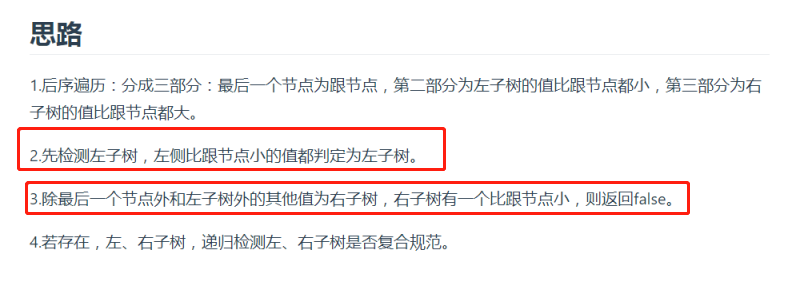 思路
1.后序遍历：分成三部分：最后一个节点为跟节点，第二部分为左子树的值比跟节点都小，第三部分为右
子树的值比跟节点都大。
2.先检测左子树，左侧比跟节点小的值都判定为左子树。
3.除最后一个节点外和左子树外的其他值为右子树，右子树有一个比跟节点小，则返回false。
4.若存在，左、右子树，递归检测左、右子树是否复合规范。